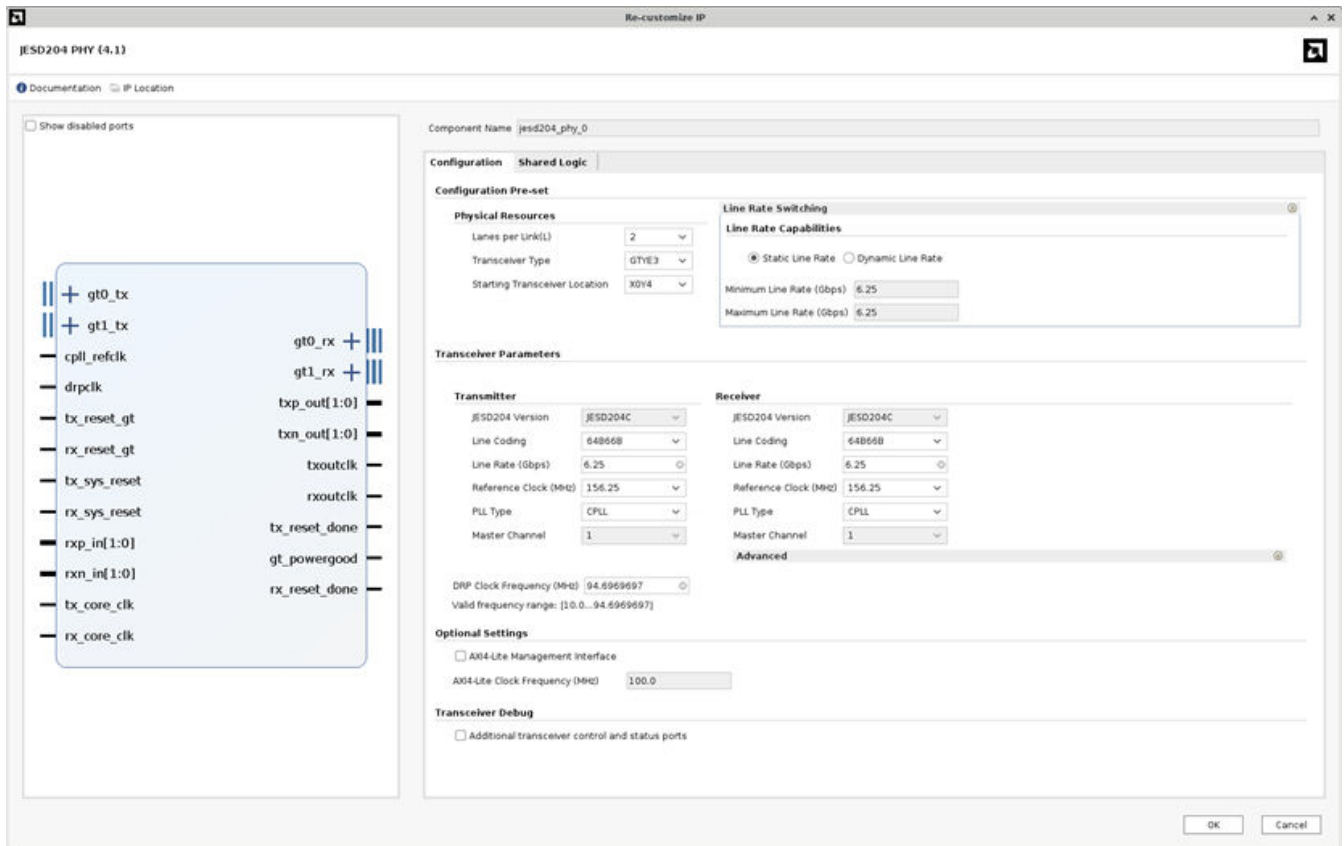 Re-customize IP
JESD204 PHY (4.1)
Documentation IP Location
Show disabled ports
gt0_tx
gt1_tx
cpll_refclk
drpclk
tx_reset_gt
rx_reset_gt
tx_sys_reset
rx_sys_reset
rxp_in[1:0]
rxn_in[1:0]
tx_core_clk
rx_core_clk
gt0_rx
gt1_rx
txp_out[1:0]
txn_out[1:0]
txoutclk
rxoutclk
tx_reset_done
gt_powergood
rx_reset_done
Component Name jesd204_phy_0
Configuration Shared Logic
Configuration Pre-set
Physical Resources
Lanes per Link(L) 2
Transceiver Type GTYE3
Starting Transceiver Location X0Y4
Line Rate Switching
Line Rate Capabilities
Static Line Rate Dynamic Line Rate
Minimum Line Rate (Gbps) 6.25
Maximum Line Rate (Gbps) 6.25
Transceiver Parameters
Transmitter
JESD204 Version JESD204C
Line Coding 64B66B
Line Rate (Gbps) 6.25
Reference Clock (MHz) 156.25
PLL Type CPLL
Master Channel 1
Receiver
JESD204 Version JESD204C
Line Coding 64B66B
Line Rate (Gbps) 6.25
Reference Clock (MHz) 156.25
PLL Type CPLL
Master Channel 1
Advanced
DRP Clock Frequency (MHz) 94.6969697
Valid frequency range: [10.0...94.6969697]
Optional Settings
AXI4-Lite Management Interface
AXI4-Lite Clock Frequency (MHz) 100.0
Transceiver Debug
Additional transceiver control and status ports
OK Cancel